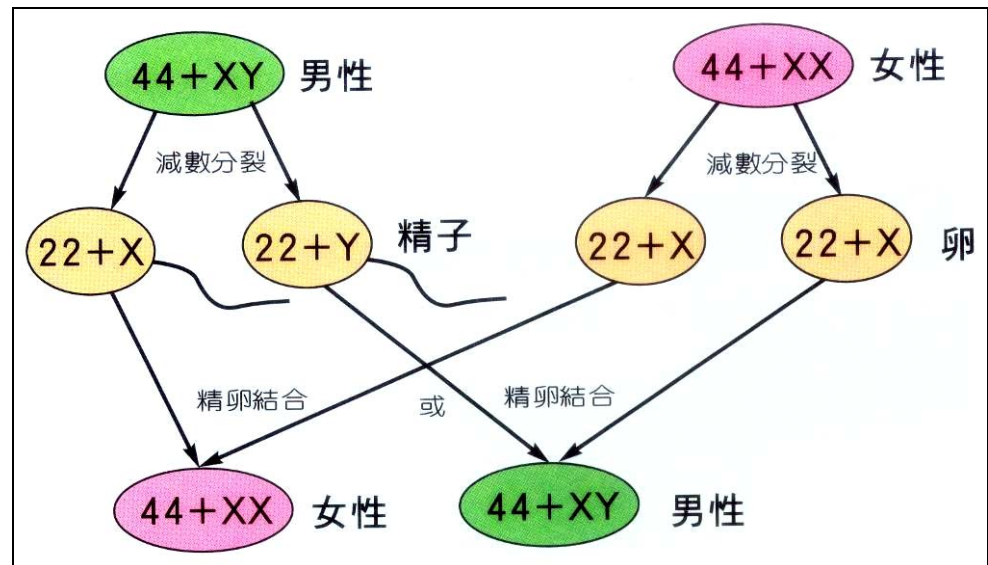 44+XY 男性
44+XX 女性
減數分裂
減數分裂
22+X
22+Y 精子
22+X
22+X 卵
精卵結合
或
精卵結合
44+XX 女性
44+XY 男性